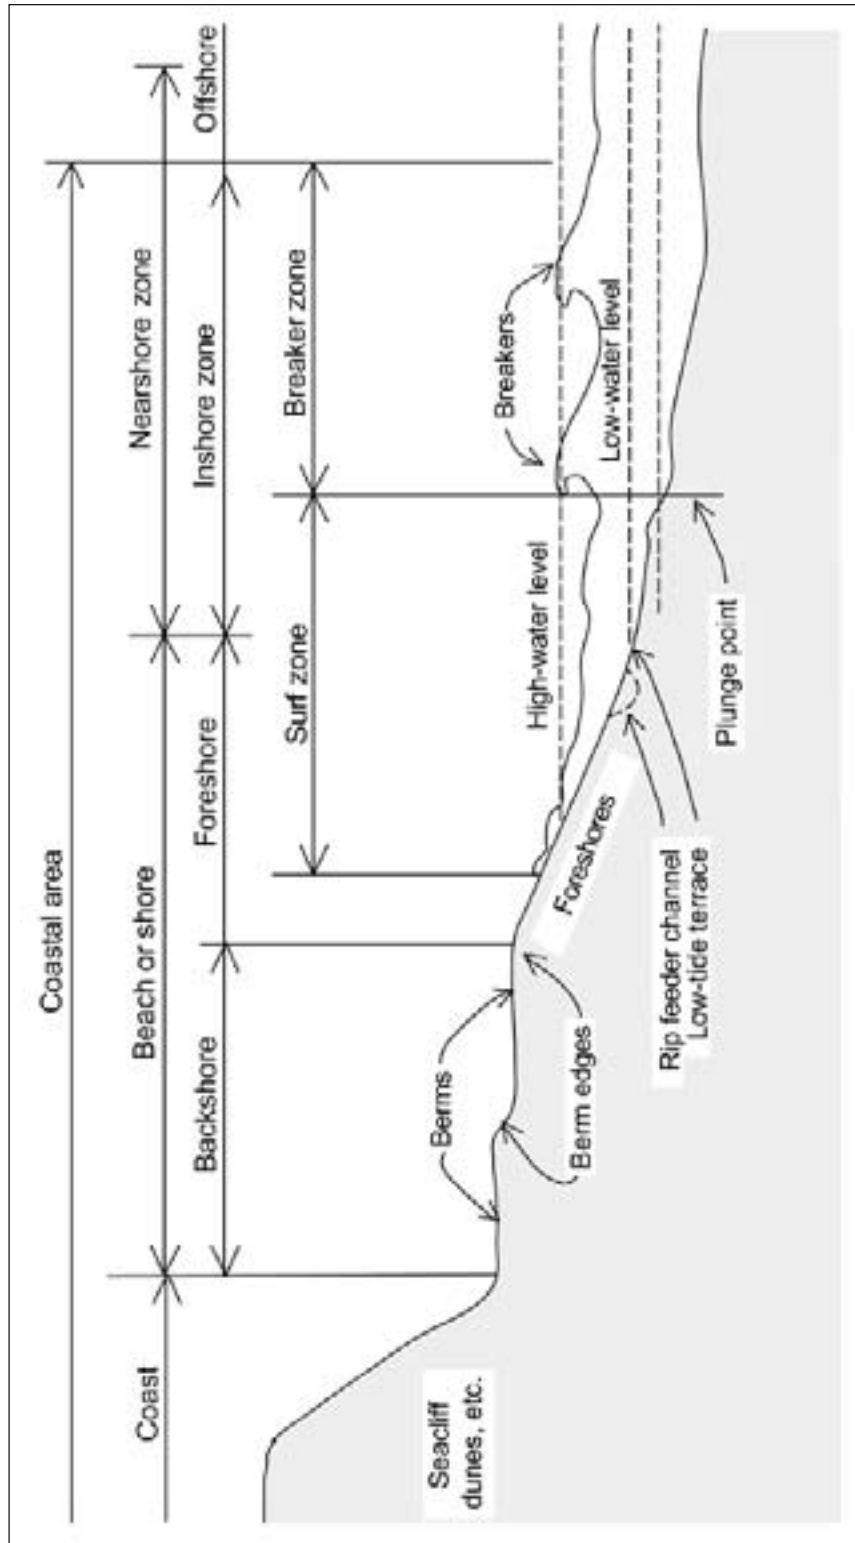 Coastal area
Nearshore zone
Beach or shore
Coast
Offshore
Inshore zone
Foreshore
Backshore
Breaker zone
Surf zone
Breakers
High-water level
Low-water level
Berms
Seacliff
dunes, etc.
Berm edges
Foreshores
Rip feeder channel
Low-tide terrace
Plunge point